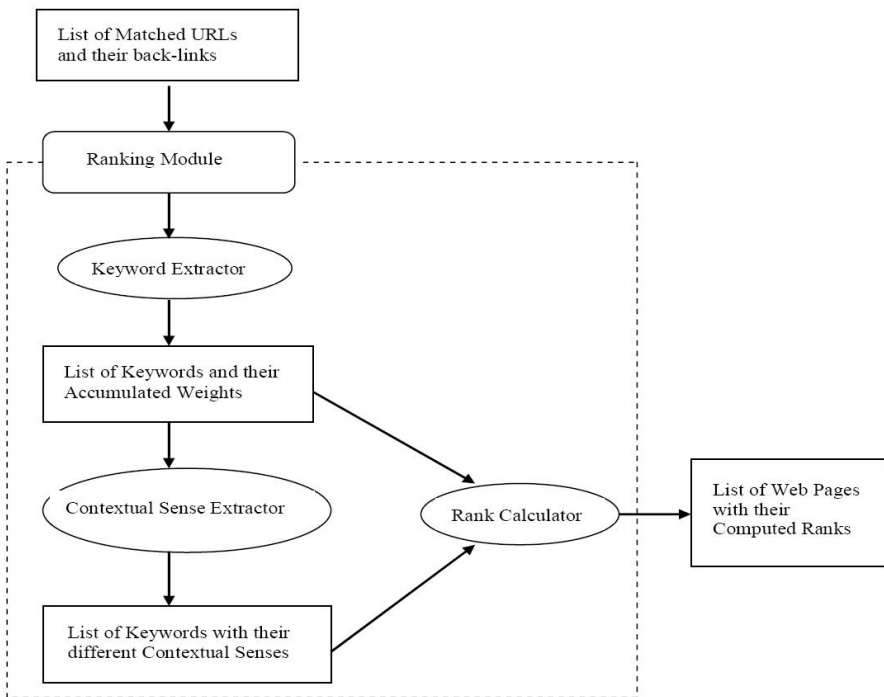 List of Matched URLs
and their back-links
Ranking Module
Keyword Extractor
List of Keywords and their
Accumulated Weights
Contextual Sense Extractor
Rank Calculator
List of Web Pages
with their
Computed Ranks
List of Keywords with their
different Contextual Senses